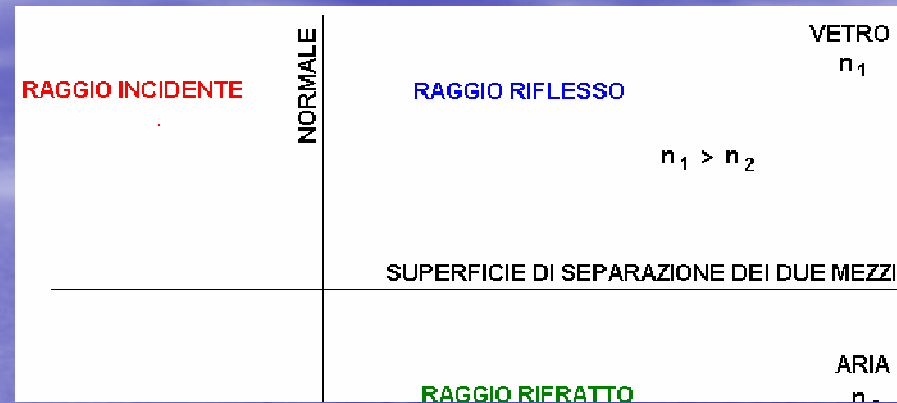 VETRO
n1
NORMALE
RAGGIO INCIDENTE
RAGGIO RIFLESSO
n1 > n2
SUPERFICIE DI SEPARAZIONE DEI DUE MEZZI
ARIA
RAGGIO RIFRATTO
n